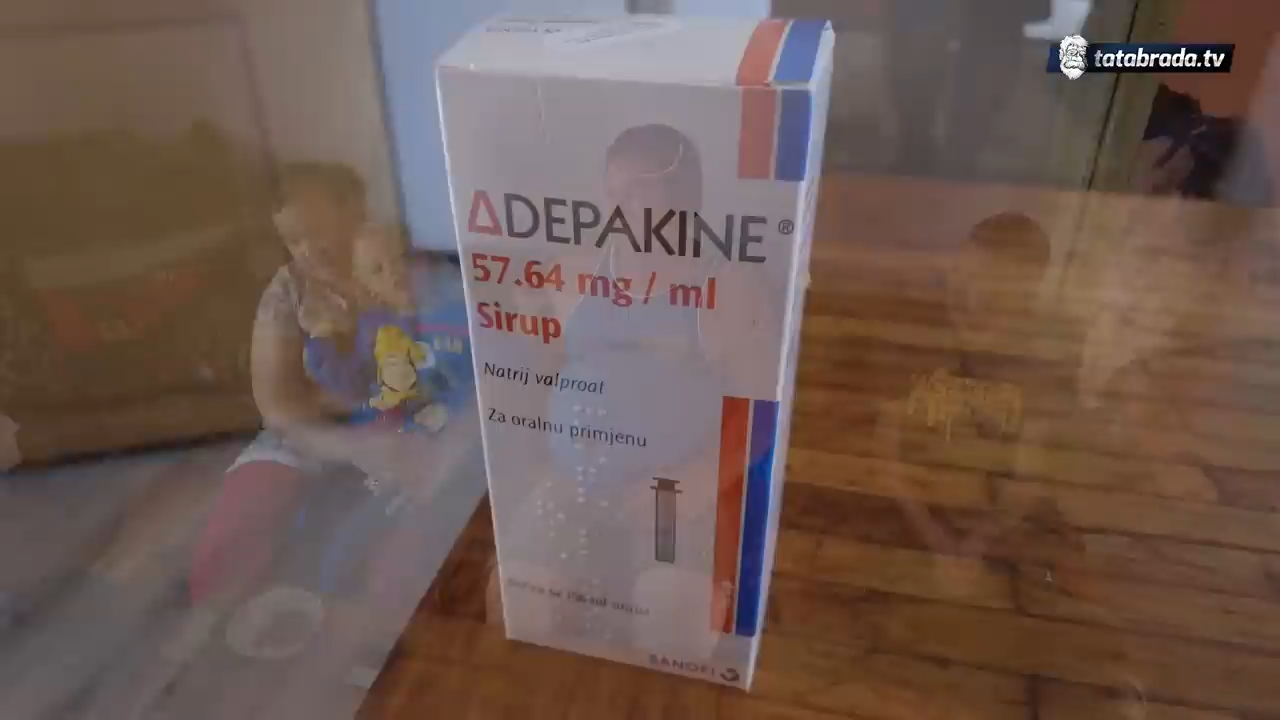 tatabrada.tv
DEPAKINE®
57.64 mg / ml
Sirup
Natrij valproat
Za oralnu primjenu
SANOFI